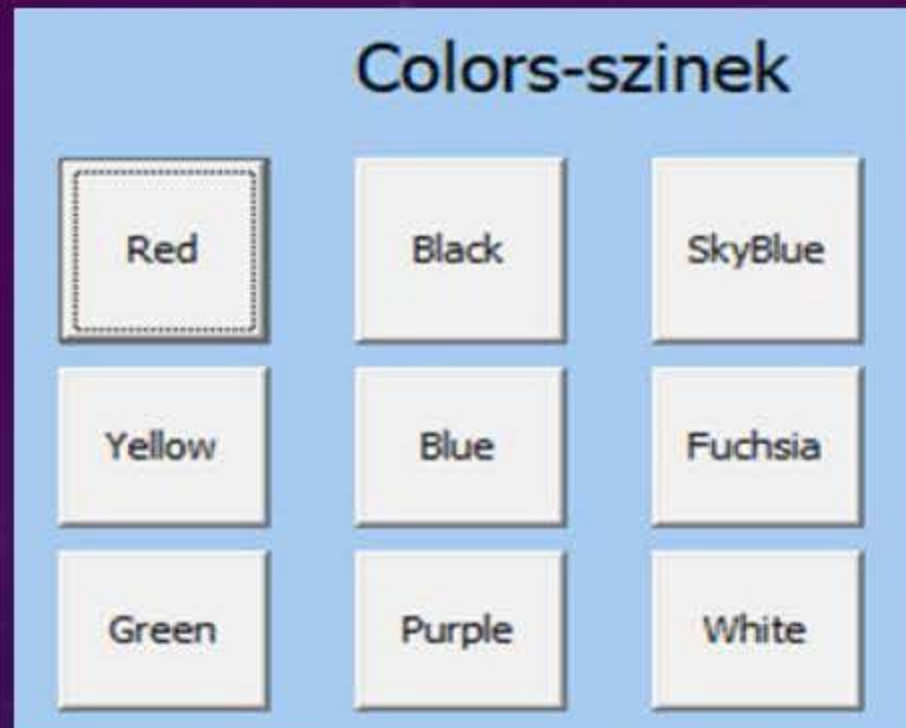 Colors-szinek
Red Black SkyBlue
Yellow Blue Fuchsia
Green Purple White